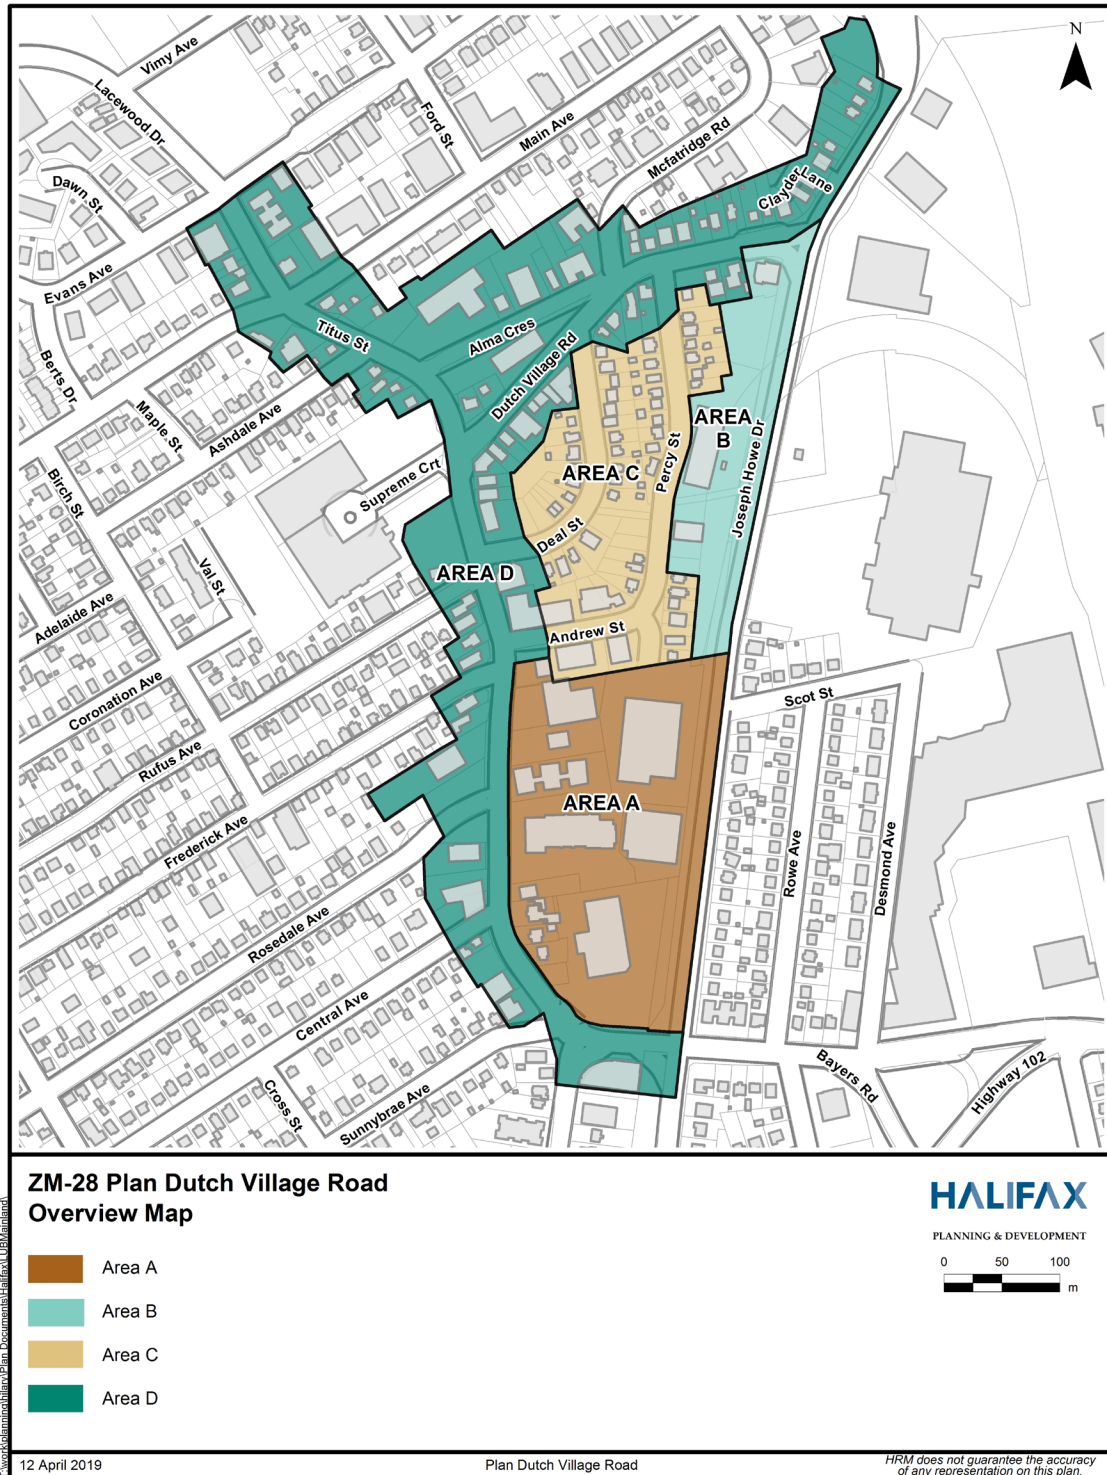 N
Vimy Ave
Lacewood Dr
Ford St
Main Ave
Mcfatridge Rd
Dawn St
Clayder Lane
Evans Ave
Titus St
Alma Cres
Dutch Village Rd
Berts Dr
Maple St
Ashdale Ave
AREA
B
Percy St
Joseph Howe Dr
AREA C
Supreme Crt
Birch St
Deal St
Val St
AREA D
Adelaide Ave
Andrew St
Coronation Ave
Scot St
Rufus Ave
AREA A
Frederick Ave
Rowe Ave
Desmond Ave
Rosedale Ave
Central Ave
Cross St
Sunnybrae Ave
Bayers Rd
Highway 102
ZM-28 Plan Dutch Village Road
Overview Map
Area A
Area B
Area C
Area D
HALIFAX
PLANNING & DEVELOPMENT
0 50 100
m
12 April 2019
Plan Dutch Village Road
HRM does not guarantee the accuracy
of any representation on this plan.